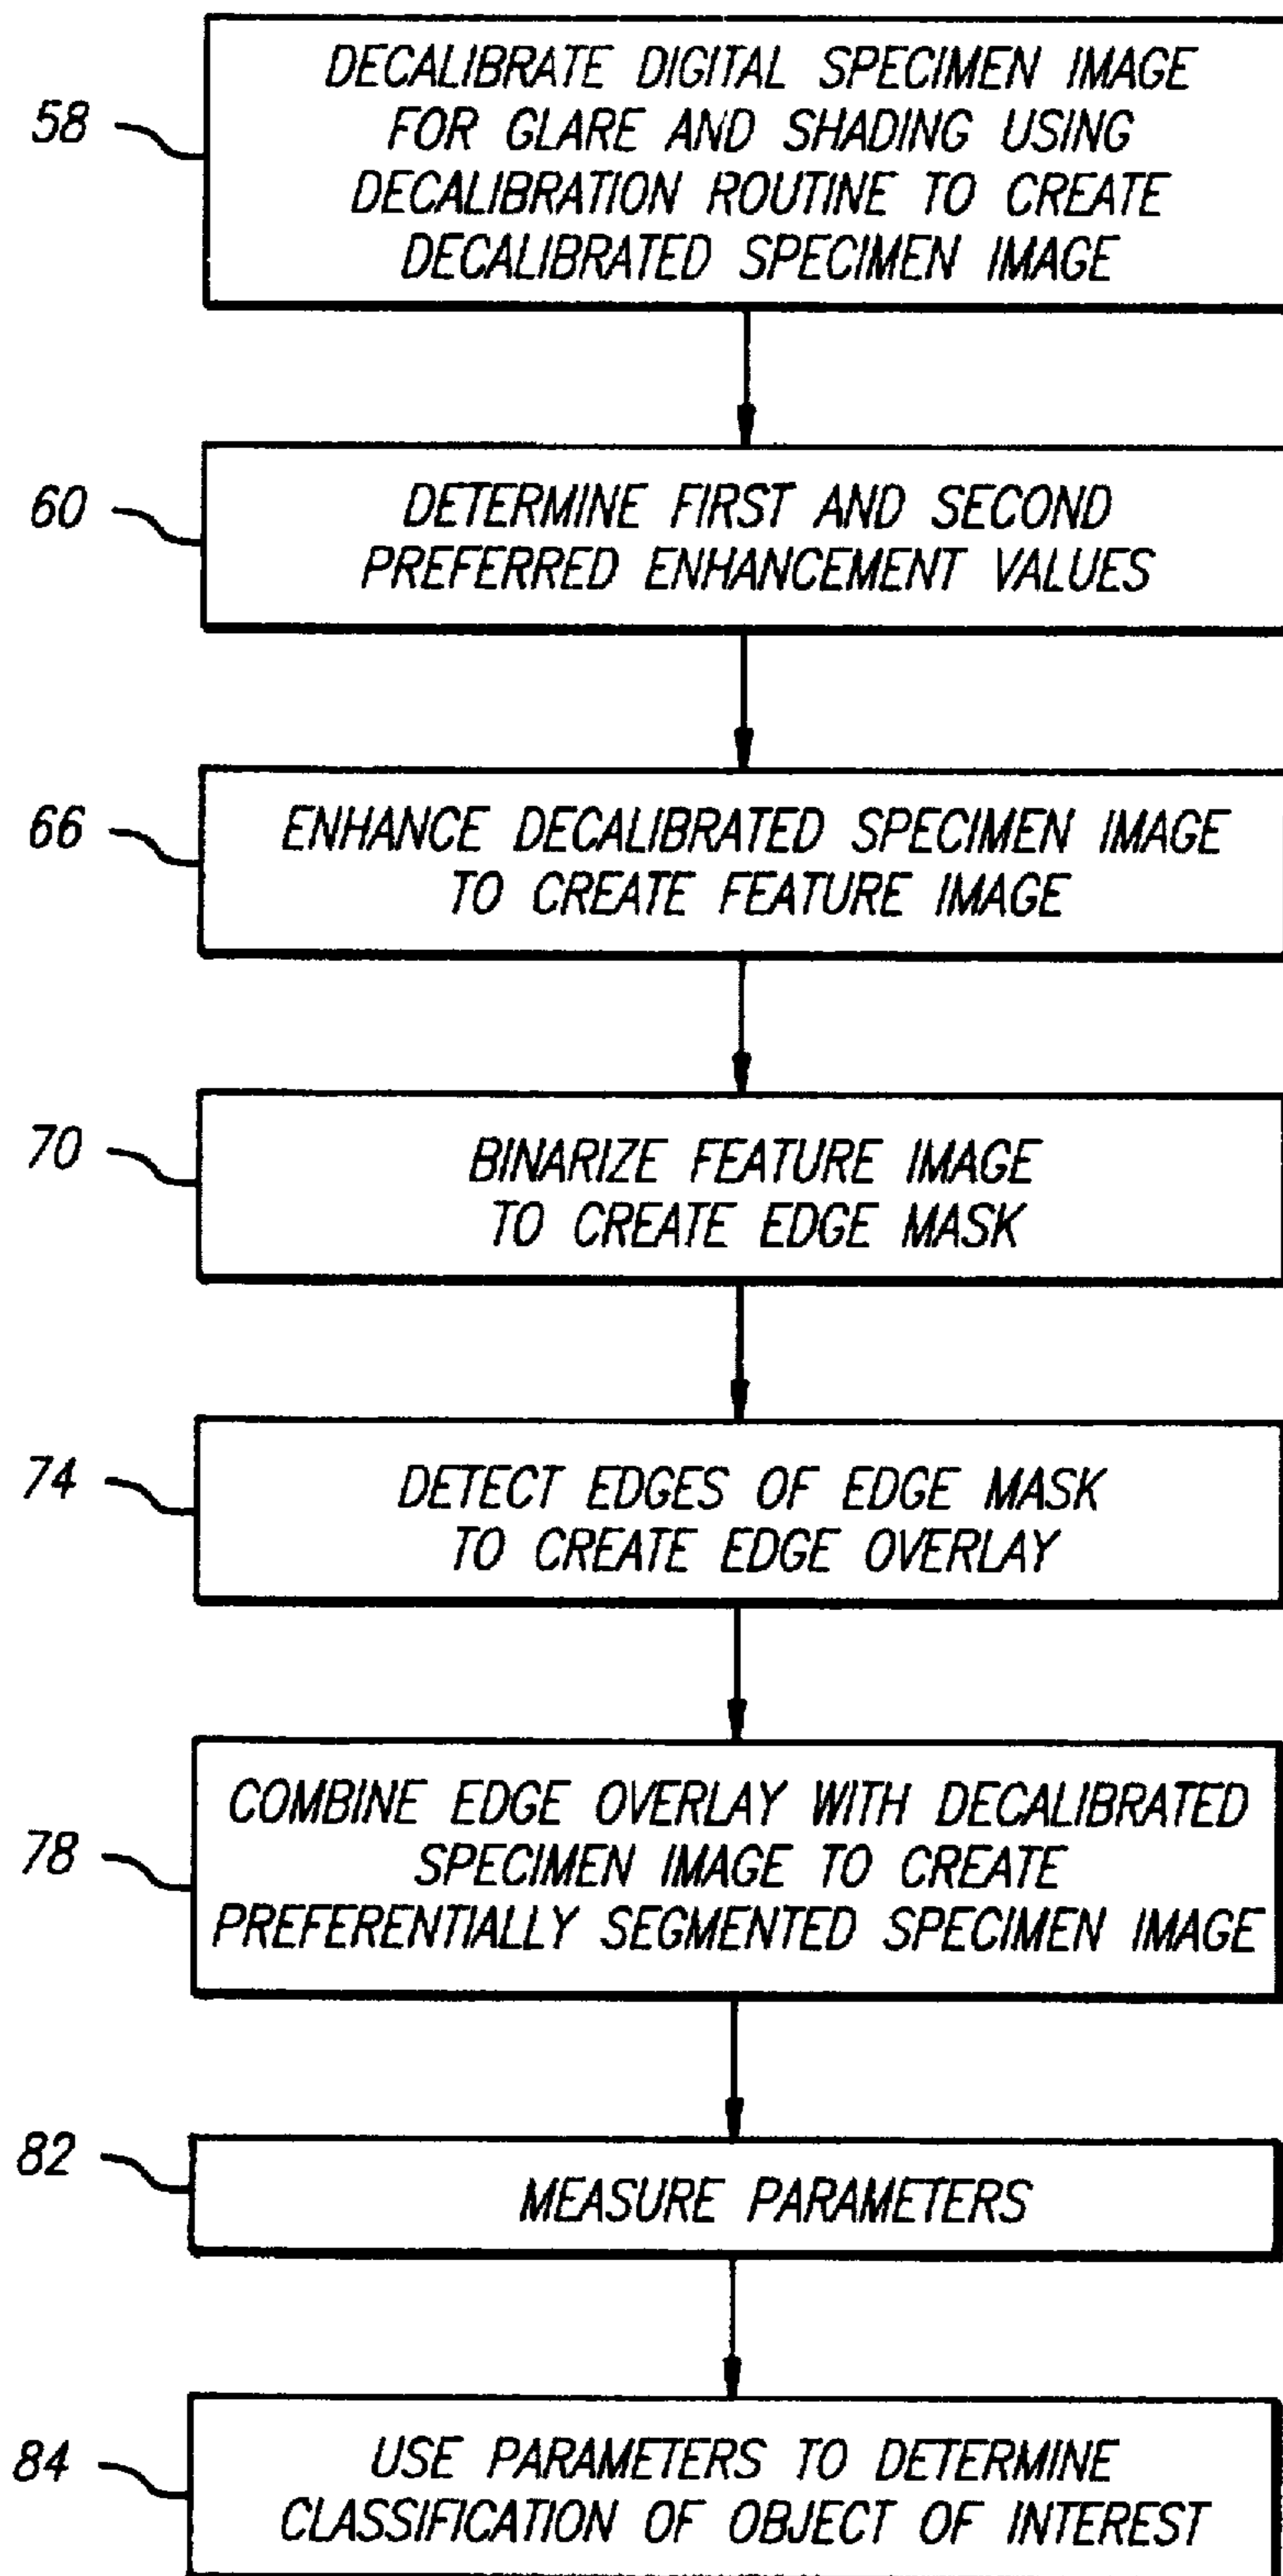 58
DECALIBRATE DIGITAL SPECIMEN IMAGE
FOR GLARE AND SHADING USING
DECALIBRATION ROUTINE TO CREATE
DECALIBRATED SPECIMEN IMAGE
60
DETERMINE FIRST AND SECOND
PREFERRED ENHANCEMENT VALUES
66
ENHANCE DECALIBRATED SPECIMEN IMAGE
TO CREATE FEATURE IMAGE
70
BINARIZE FEATURE IMAGE
TO CREATE EDGE MASK
74
DETECT EDGES OF EDGE MASK
TO CREATE EDGE OVERLAY
78
COMBINE EDGE OVERLAY WITH DECALIBRATED
SPECIMEN IMAGE TO CREATE
PREFERENTIALLY SEGMENTED SPECIMEN IMAGE
82
MEASURE PARAMETERS
84
USE PARAMETERS TO DETERMINE
CLASSIFICATION OF OBJECT OF INTEREST